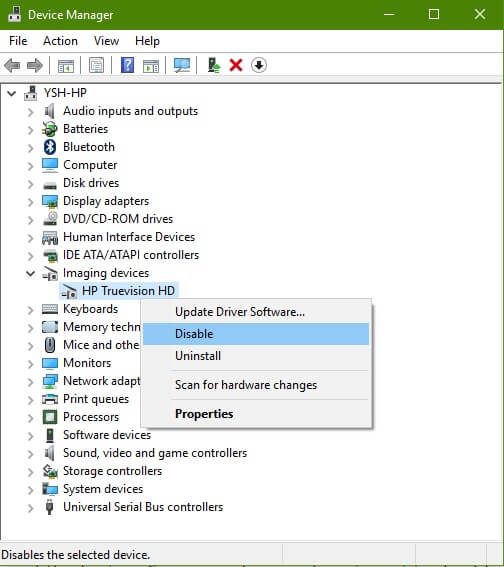 Device Manager
File Action View Help
YSH-HP
Audio inputs and outputs
Batteries
Bluetooth
Computer
Disk drives
Display adapters
DVD/CD-ROM drives
Human Interface Devices
IDE ATA/ATAPI controllers
Imaging devices
HP Truevision HD
Keyboards
Memory techn
Mice and othe
Monitors
Network adapt
Print queues
Processors
Software devices
Sound, video and game controllers
Storage controllers
System devices
Universal Serial Bus controllers
Update Driver Software...
Disable
Uninstall
Scan for hardware changes
Properties
Disables the selected device.